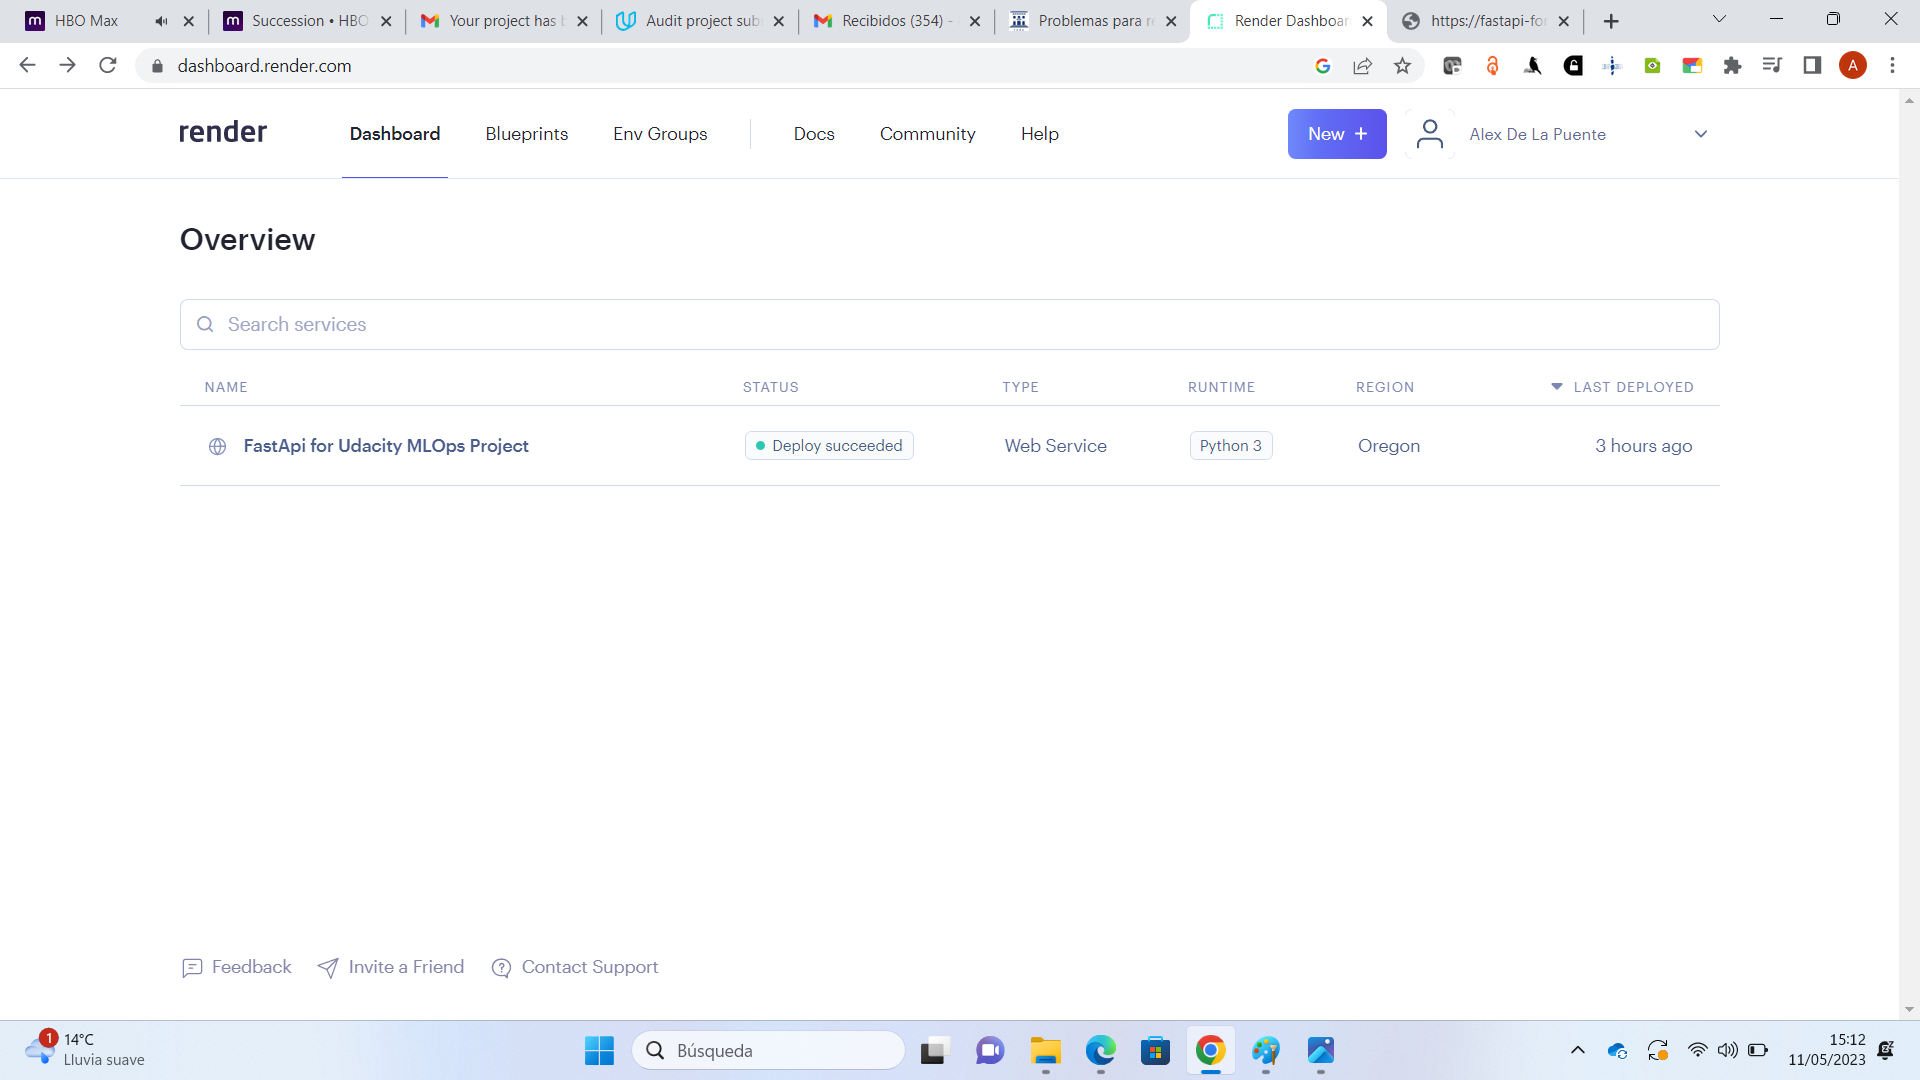 HBO Max
Succession • HBO
Your project has b
Audit project sub
Recibidos (354) -
Problemas para r
Render Dashboar
https://fastapi-for
dashboard.render.com
A
render
Dashboard
Blueprints
Env Groups
Docs
Community
Help
New +
Alex De La Puente
Overview
Search services
NAME
STATUS
TYPE
RUNTIME
REGION
LAST DEPLOYED
FastApi for Udacity MLOps Project
Deploy succeeded
Web Service
Python 3
Oregon
3 hours ago
Feedback
Invite a Friend
Contact Support
1
14°C
Lluvia suave
Búsqueda
15:12
11/05/2023